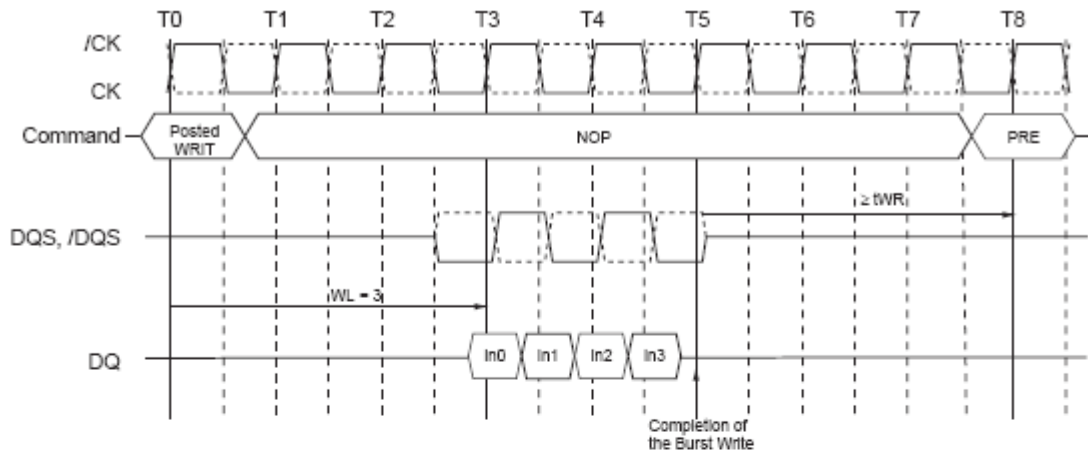 T0 T1 T2 T3 T4 T5 T6 T7 T8
/CK
CK
Command
Posted
WRIT
NOP
PRE
≥ tWR
DQS, /DQS
WL = 3
DQ
In0 In1 In2 In3
Completion of
the Burst Write